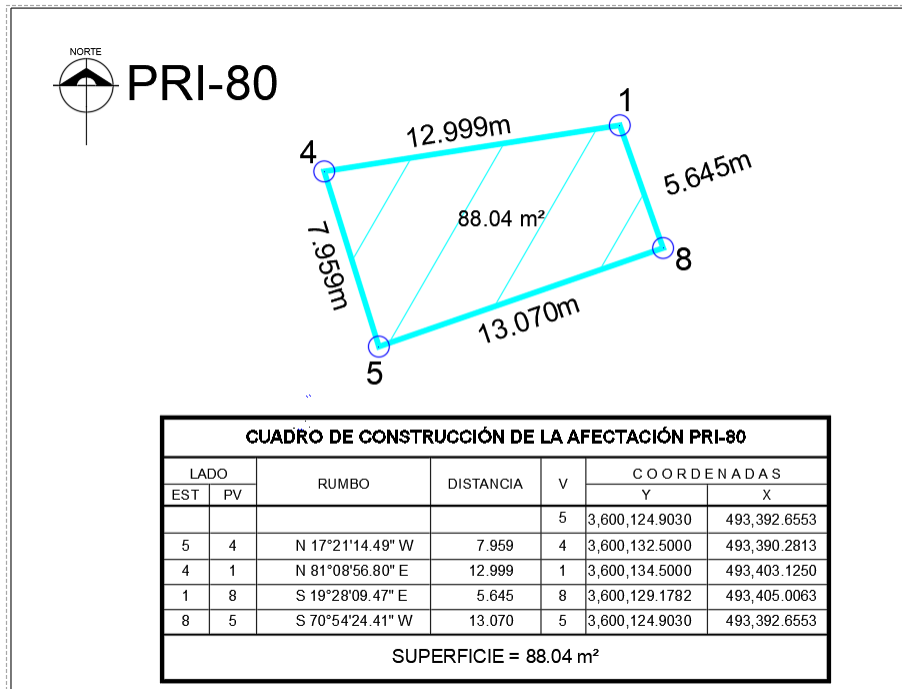 NORTE
PRI-80
1
12.999m
4
5.645m
88.04 m²
7.959m
8
13.070m
5
CUADRO DE CONSTRUCCIÓN DE LA AFECTACIÓN PRI-80
LADO RUMBO DISTANCIA V COORDENADAS
EST PV Y X
5 3,600,124.9030 493,392.6553
5 4 N 17°21'14.49" W 7.959 4 3,600,132.5000 493,390.2813
4 1 N 81°08'56.80" E 12.999 1 3,600,134.5000 493,403.1250
1 8 S 19°28'09.47" E 5.645 8 3,600,129.1782 493,405.0063
8 5 S 70°54'24.41" W 13.070 5 3,600,124.9030 493,392.6553
SUPERFICIE = 88.04 m²